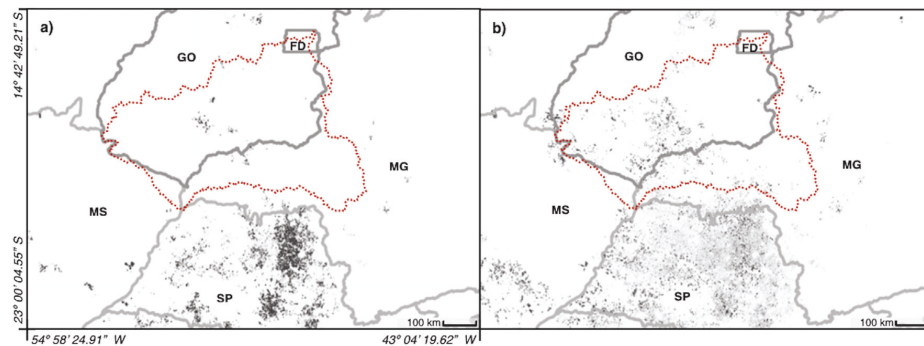 a)
GO
FD
MG
MS
SP
100 km
b)
GO
FD
MG
MS
SP
100 km
14° 42' 49.21" S
23° 00' 04.55" S
54° 58' 24.91" W
43° 04' 19.62" W